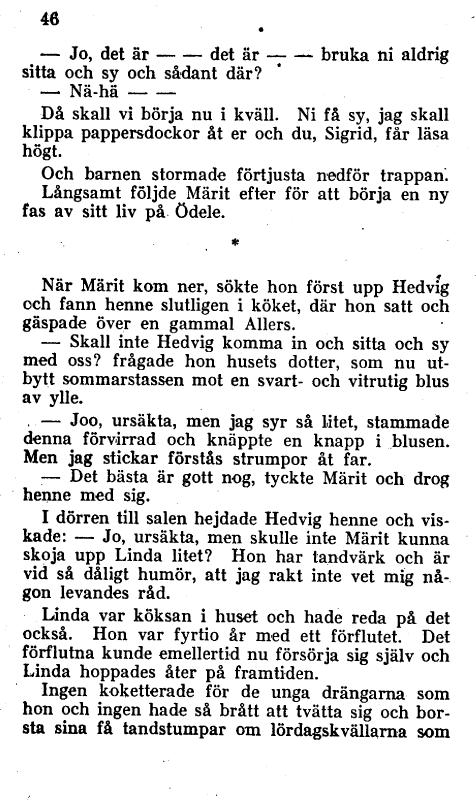 46
— Jo, det är — — det är — — bruka ni aldrig
sitta och sy och sådant där?
— Nä-hä — —
Då skall vi börja nu i kväll. Ni få sy, jag skall
klippa pappersdockor åt er och du, Sigrid, får läsa
högt.
Och barnen stormade förtjusta nedför trappan.
Långsamt följde Märit efter för att börja en ny
fas av sitt liv på Ödele.
*
När Märit kom ner, sökte hon först upp Hedvig
och fann henne slutligen i köket, där hon satt och
gäspade över en gammal Allers.
— Skall inte Hedvig komma in och sitta och sy
med oss? frågade hon husets dotter, som nu ut-
bytt sommarstassen mot en svart- och vitrutig blus
av ylle.
— Joo, ursäkta, men jag syr så litet, stammade
denna förvirrad och knäppte en knapp i blusen.
Men jag stickar förstås strumpor åt far.
— Det bästa är gott nog, tyckte Märit och drog
henne med sig.
I dörren till salen hejdade Hedvig henne och vis-
kade: — Jo, ursäkta, men skulle inte Märit kunna
skoja upp Linda litet? Hon har tandvärk och är
vid så dåligt humör, att jag rakt inte vet mig nå-
gon levandes råd.
Linda var köksan i huset och hade reda på det
också. Hon var fyrtio år med ett förflutet. Det
förflutna kunde emellertid nu försörja sig själv och
Linda hoppades åter på framtiden.
Ingen koketterade för de unga drängarna som
hon och ingen hade så brått att tvätta sig och bor-
sta sina få tandstumpar om lördagskvällarna som